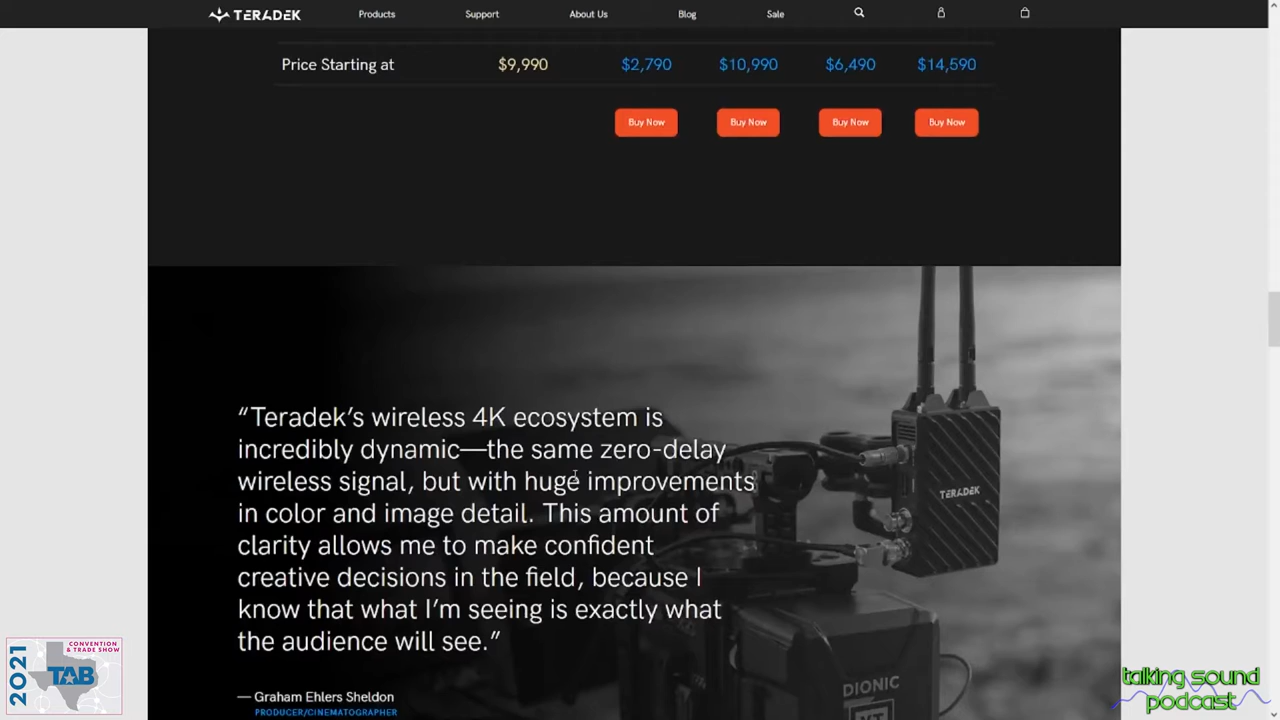 TERADEK Products Support About Us Blog Sale
Price Starting at $9,990 $2,790 $10,990 $6,490 $14,590
Buy Now Buy Now Buy Now Buy Now
“Teradek’s wireless 4K ecosystem is
incredibly dynamic—the same zero-delay
wireless signal, but with huge improvements
in color and image detail. This amount of
clarity allows me to make confident
creative decisions in the field, because I
know that what I’m seeing is exactly what
the audience will see.”
— Graham Ehlers Sheldon
PRODUCER/CINEMATOGRAPHER
TERADEK
DIONIC
2021
CONVENTION
& TRADE SHOW
TAB
talking sound
podcast